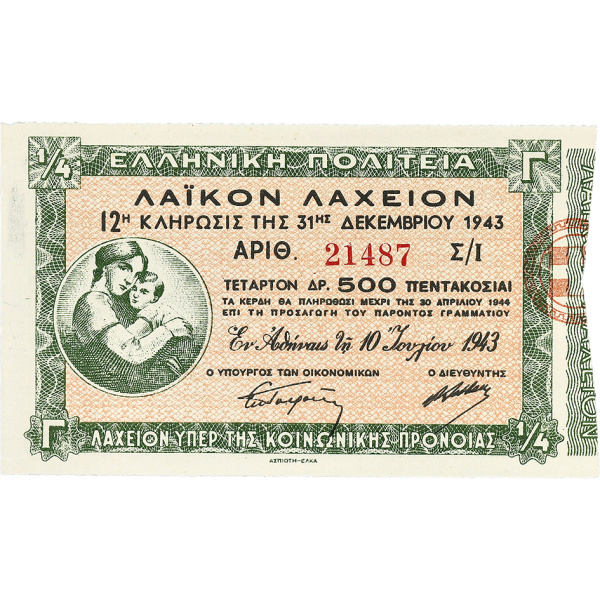 1/4 ΕΛΛΗΝΙΚΗ ΠΟΛΙΤΕΙΑ Γ
ΛΑΪΚΟΝ ΛΑΧΕΙΟΝ
12Η ΚΛΗΡΩΣΙΣ ΤΗΣ 31ΗΣ ΔΕΚΕΜΒΡΙΟΥ 1943
ΑΡΙΘ. 21487 Σ/Ι
ΤΕΤΑΡΤΟΝ ΔΡ. 500 ΠΕΝΤΑΚΟΣΙΑΙ
ΤΑ ΚΕΡΔΗ ΘΑ ΠΛΗΡΩΘΩΣΙ ΜΕΧΡΙ ΤΗΣ 30 ΑΠΡΙΛΙΟΥ 1944
ΕΠΙ ΤΗ ΠΡΟΣΑΓΩΓΗ ΤΟΥ ΠΑΡΟΝΤΟΣ ΓΡΑΜΜΑΤΙΟΥ
Ἐν Ἀθήναις τῇ 10 Ἰουλίου 1943
Ο ΥΠΟΥΡΓΟΣ ΤΩΝ ΟΙΚΟΝΟΜΙΚΩΝ Ο ΔΙΕΥΘΥΝΤΗΣ
Γ ΛΑΧΕΙΟΝ ΥΠΕΡ ΤΗΣ ΚΟΙΝΩΝΙΚΗΣ ΠΡΟΝΟΙΑΣ 1/4
ΑΣΠΙΩΤΗ-ΕΛΚΑ